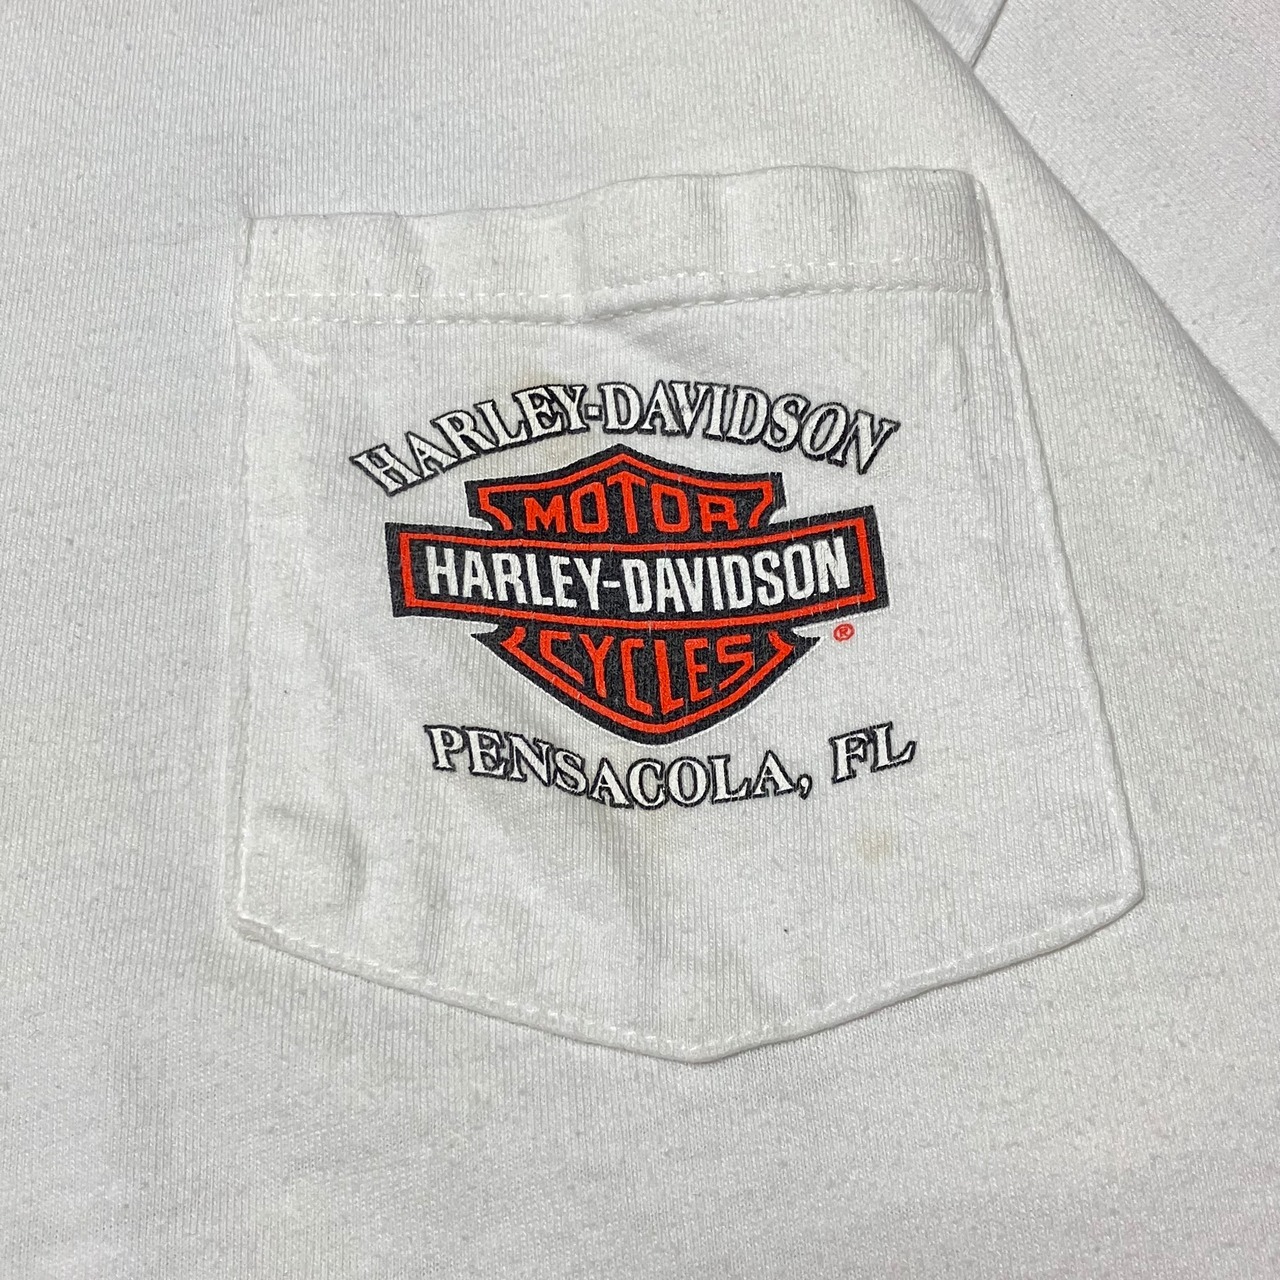 HARLEY-DAVIDSON
MOTOR
HARLEY-DAVIDSON
CYCLES
®
PENSACOLA, FL